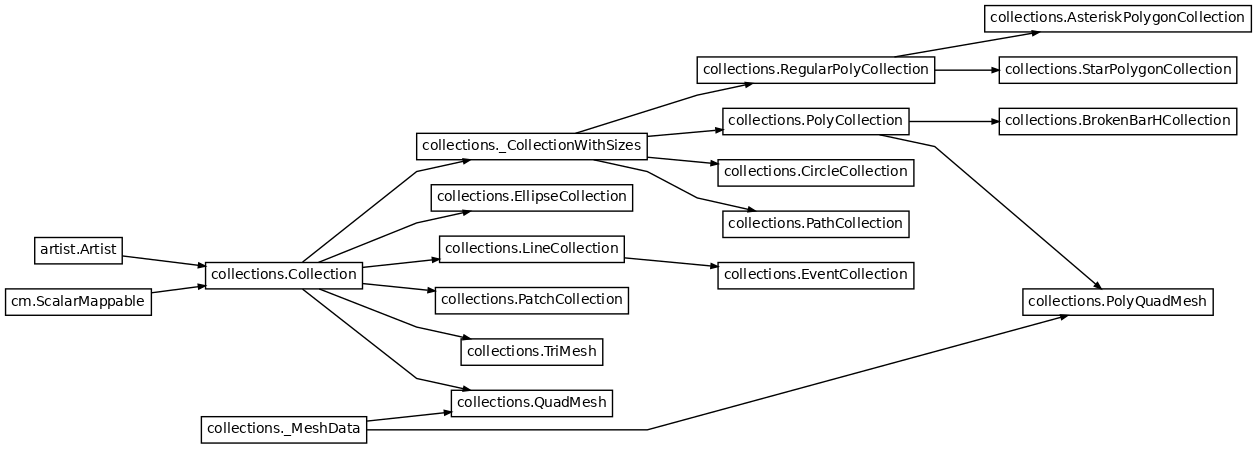 collections.AsteriskPolygonCollection
collections.RegularPolyCollection
collections.StarPolygonCollection
collections.PolyCollection
collections.BrokenBarHCollection
collections._CollectionWithSizes
collections.CircleCollection
collections.EllipseCollection
collections.PathCollection
artist.Artist
collections.LineCollection
collections.Collection
collections.EventCollection
cm.ScalarMappable
collections.PatchCollection
collections.PolyQuadMesh
collections.TriMesh
collections.QuadMesh
collections._MeshData